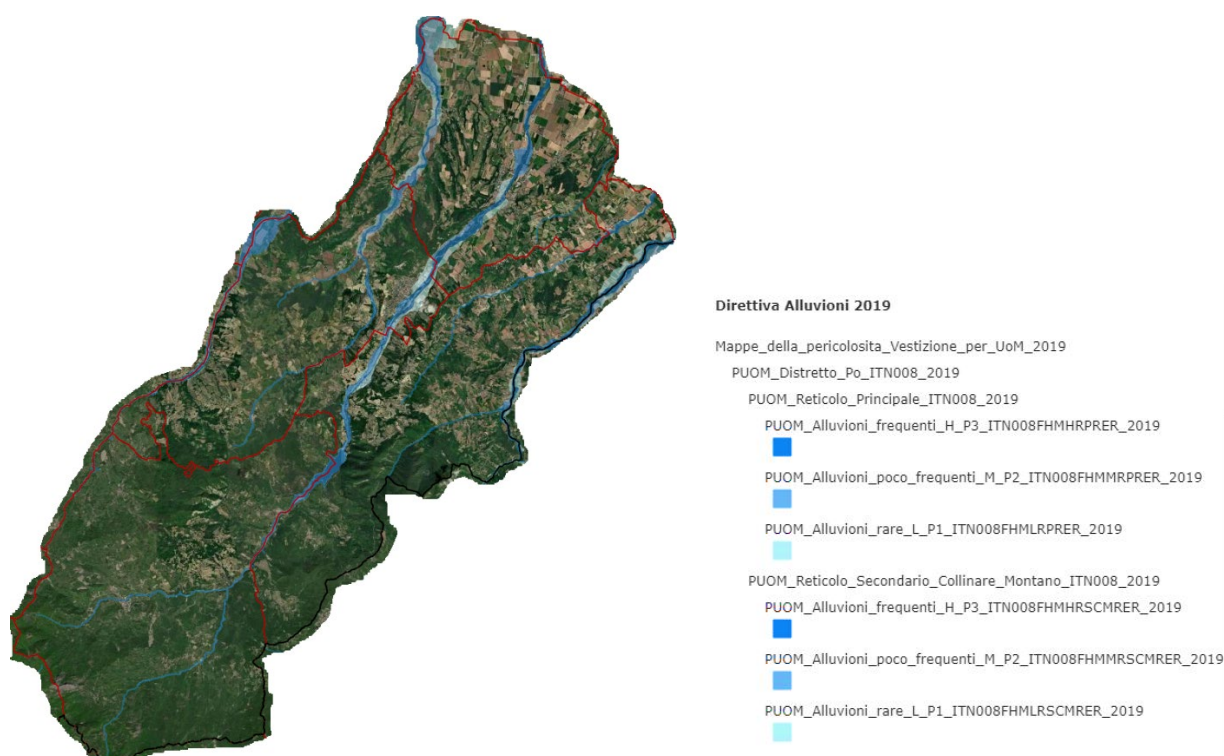 Direttiva Alluvioni 2019
Mappe_della_pericolosita_Vestizione_per_UoM_2019
PUOM_Distretto_Po_ITN008_2019
PUOM_Reticolo_Principale_ITN008_2019
PUOM_Alluvioni_frequenti_H_P3_ITN008FHMHRPRER_2019
PUOM_Alluvioni_poco_frequenti_M_P2_ITN008FHMMRPRER_2019
PUOM_Alluvioni_rare_L_P1_ITN008FHMLRPRER_2019
PUOM_Reticolo_Secondario_Collinare_Montano_ITN008_2019
PUOM_Alluvioni_frequenti_H_P3_ITN008FHMHRSCMRER_2019
PUOM_Alluvioni_poco_frequenti_M_P2_ITN008FHMMRSCMRER_2019
PUOM_Alluvioni_rare_L_P1_ITN008FHMLRSCMRER_2019